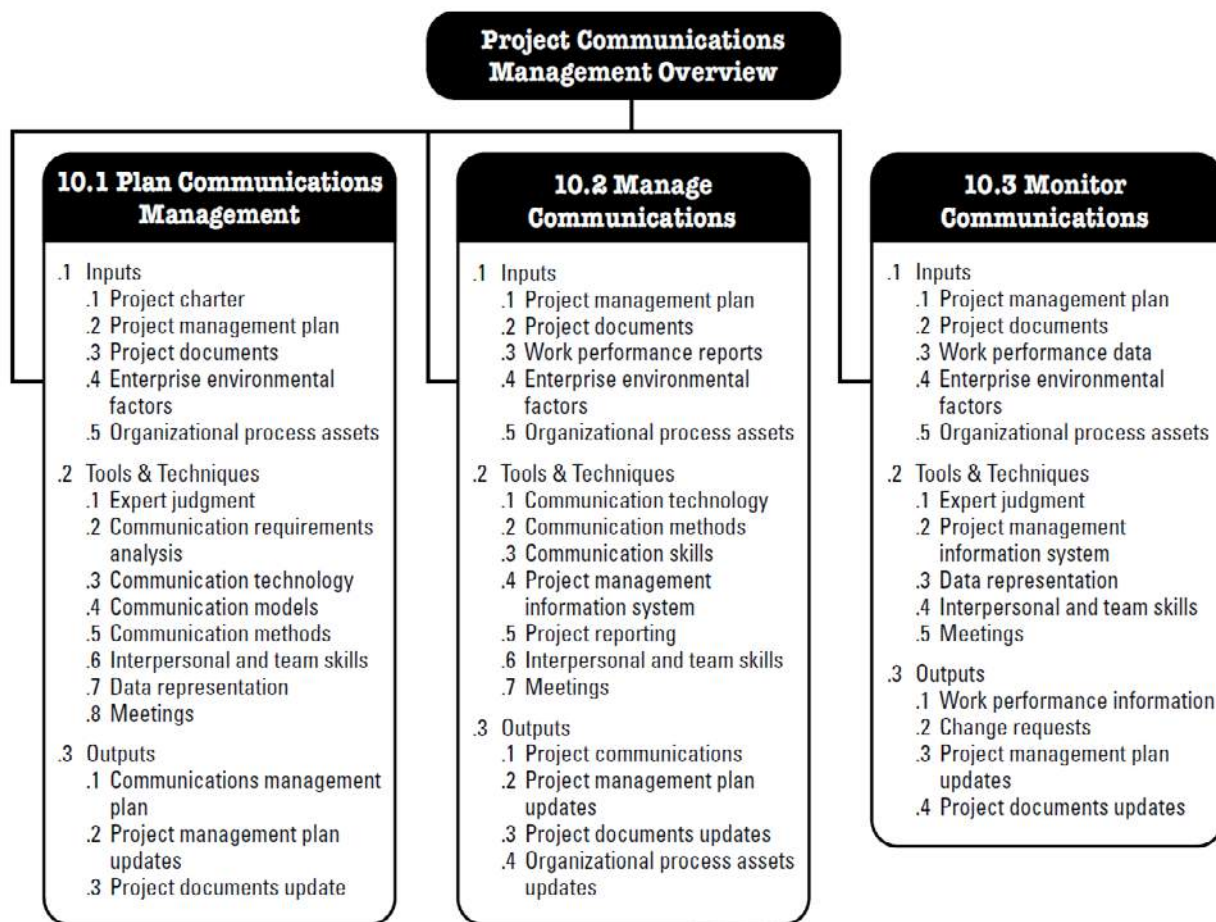 Project Communications
Management Overview
10.1 Plan Communications
Management
.1 Inputs
.1 Project charter
.2 Project management plan
.3 Project documents
.4 Enterprise environmental
factors
.5 Organizational process assets
.2 Tools & Techniques
.1 Expert judgment
.2 Communication requirements
analysis
.3 Communication technology
.4 Communication models
.5 Communication methods
.6 Interpersonal and team skills
.7 Data representation
.8 Meetings
.3 Outputs
.1 Communications management
plan
.2 Project management plan
updates
.3 Project documents update
10.2 Manage
Communications
.1 Inputs
.1 Project management plan
.2 Project documents
.3 Work performance reports
.4 Enterprise environmental
factors
.5 Organizational process assets
.2 Tools & Techniques
.1 Communication technology
.2 Communication methods
.3 Communication skills
.4 Project management
information system
.5 Project reporting
.6 Interpersonal and team skills
.7 Meetings
.3 Outputs
.1 Project communications
.2 Project management plan
updates
.3 Project documents updates
.4 Organizational process assets
updates
10.3 Monitor
Communications
.1 Inputs
.1 Project management plan
.2 Project documents
.3 Work performance data
.4 Enterprise environmental
factors
.5 Organizational process assets
.2 Tools & Techniques
.1 Expert judgment
.2 Project management
information system
.3 Data representation
.4 Interpersonal and team skills
.5 Meetings
.3 Outputs
.1 Work performance information
.2 Change requests
.3 Project management plan
updates
.4 Project documents updates